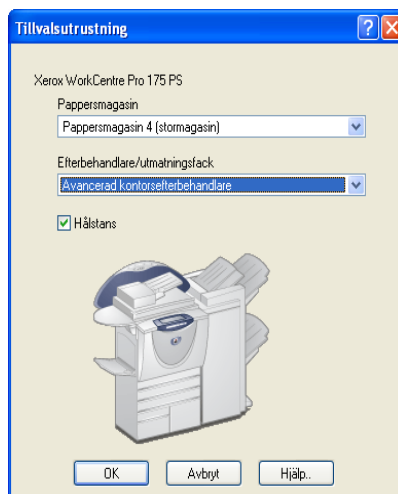 Tillvalsutrustning
Xerox WorkCentre Pro 175 PS
Pappersmagasin
Pappersmagasin 4 (stormagasin)
Efterbehandlare/utmatningsfack
Avancerad kontorsefterbehandlare
Hålstans
OK Avbryt Hjälp..